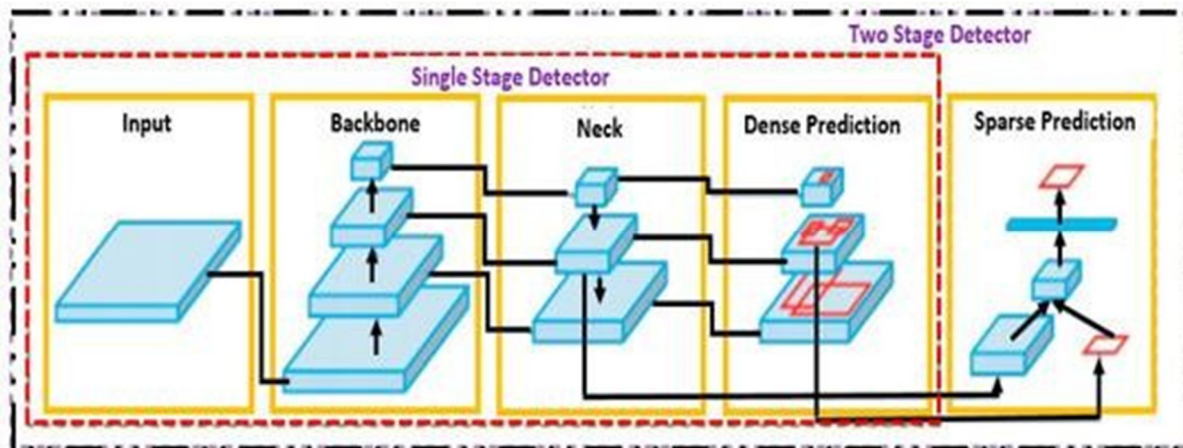 Two Stage Detector
Single Stage Detector
Input
Backbone
Neck
Dense Prediction
Sparse Prediction